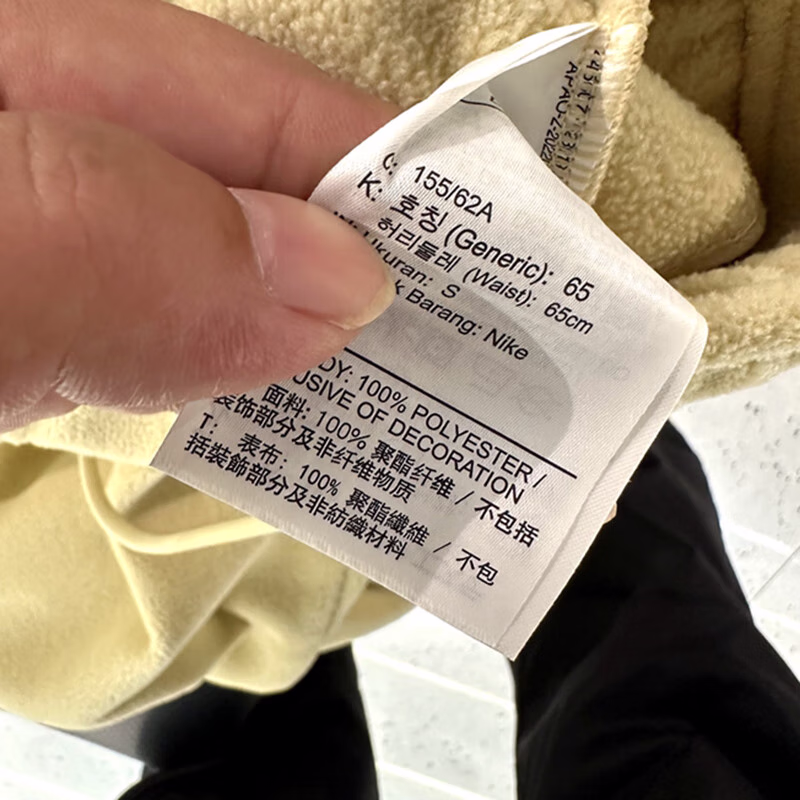 C: 155/62A
K: 호칭 (Generic): 65
허리둘레 (Waist): 65cm
Ukuran: S
Barang: Nike
100% POLYESTER /
OF DECORATION
面料: 100% 聚酯纤维 / 不包括
装饰部分及非纤维物质
T: 表布: 100% 聚酯纖維 / 不包
括裝飾部分及非紡織材料